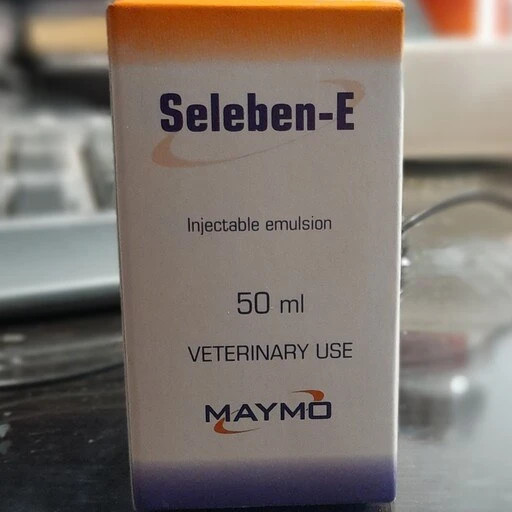 Seleben-E
Injectable emulsion
50 ml
VETERINARY USE
MAYMO